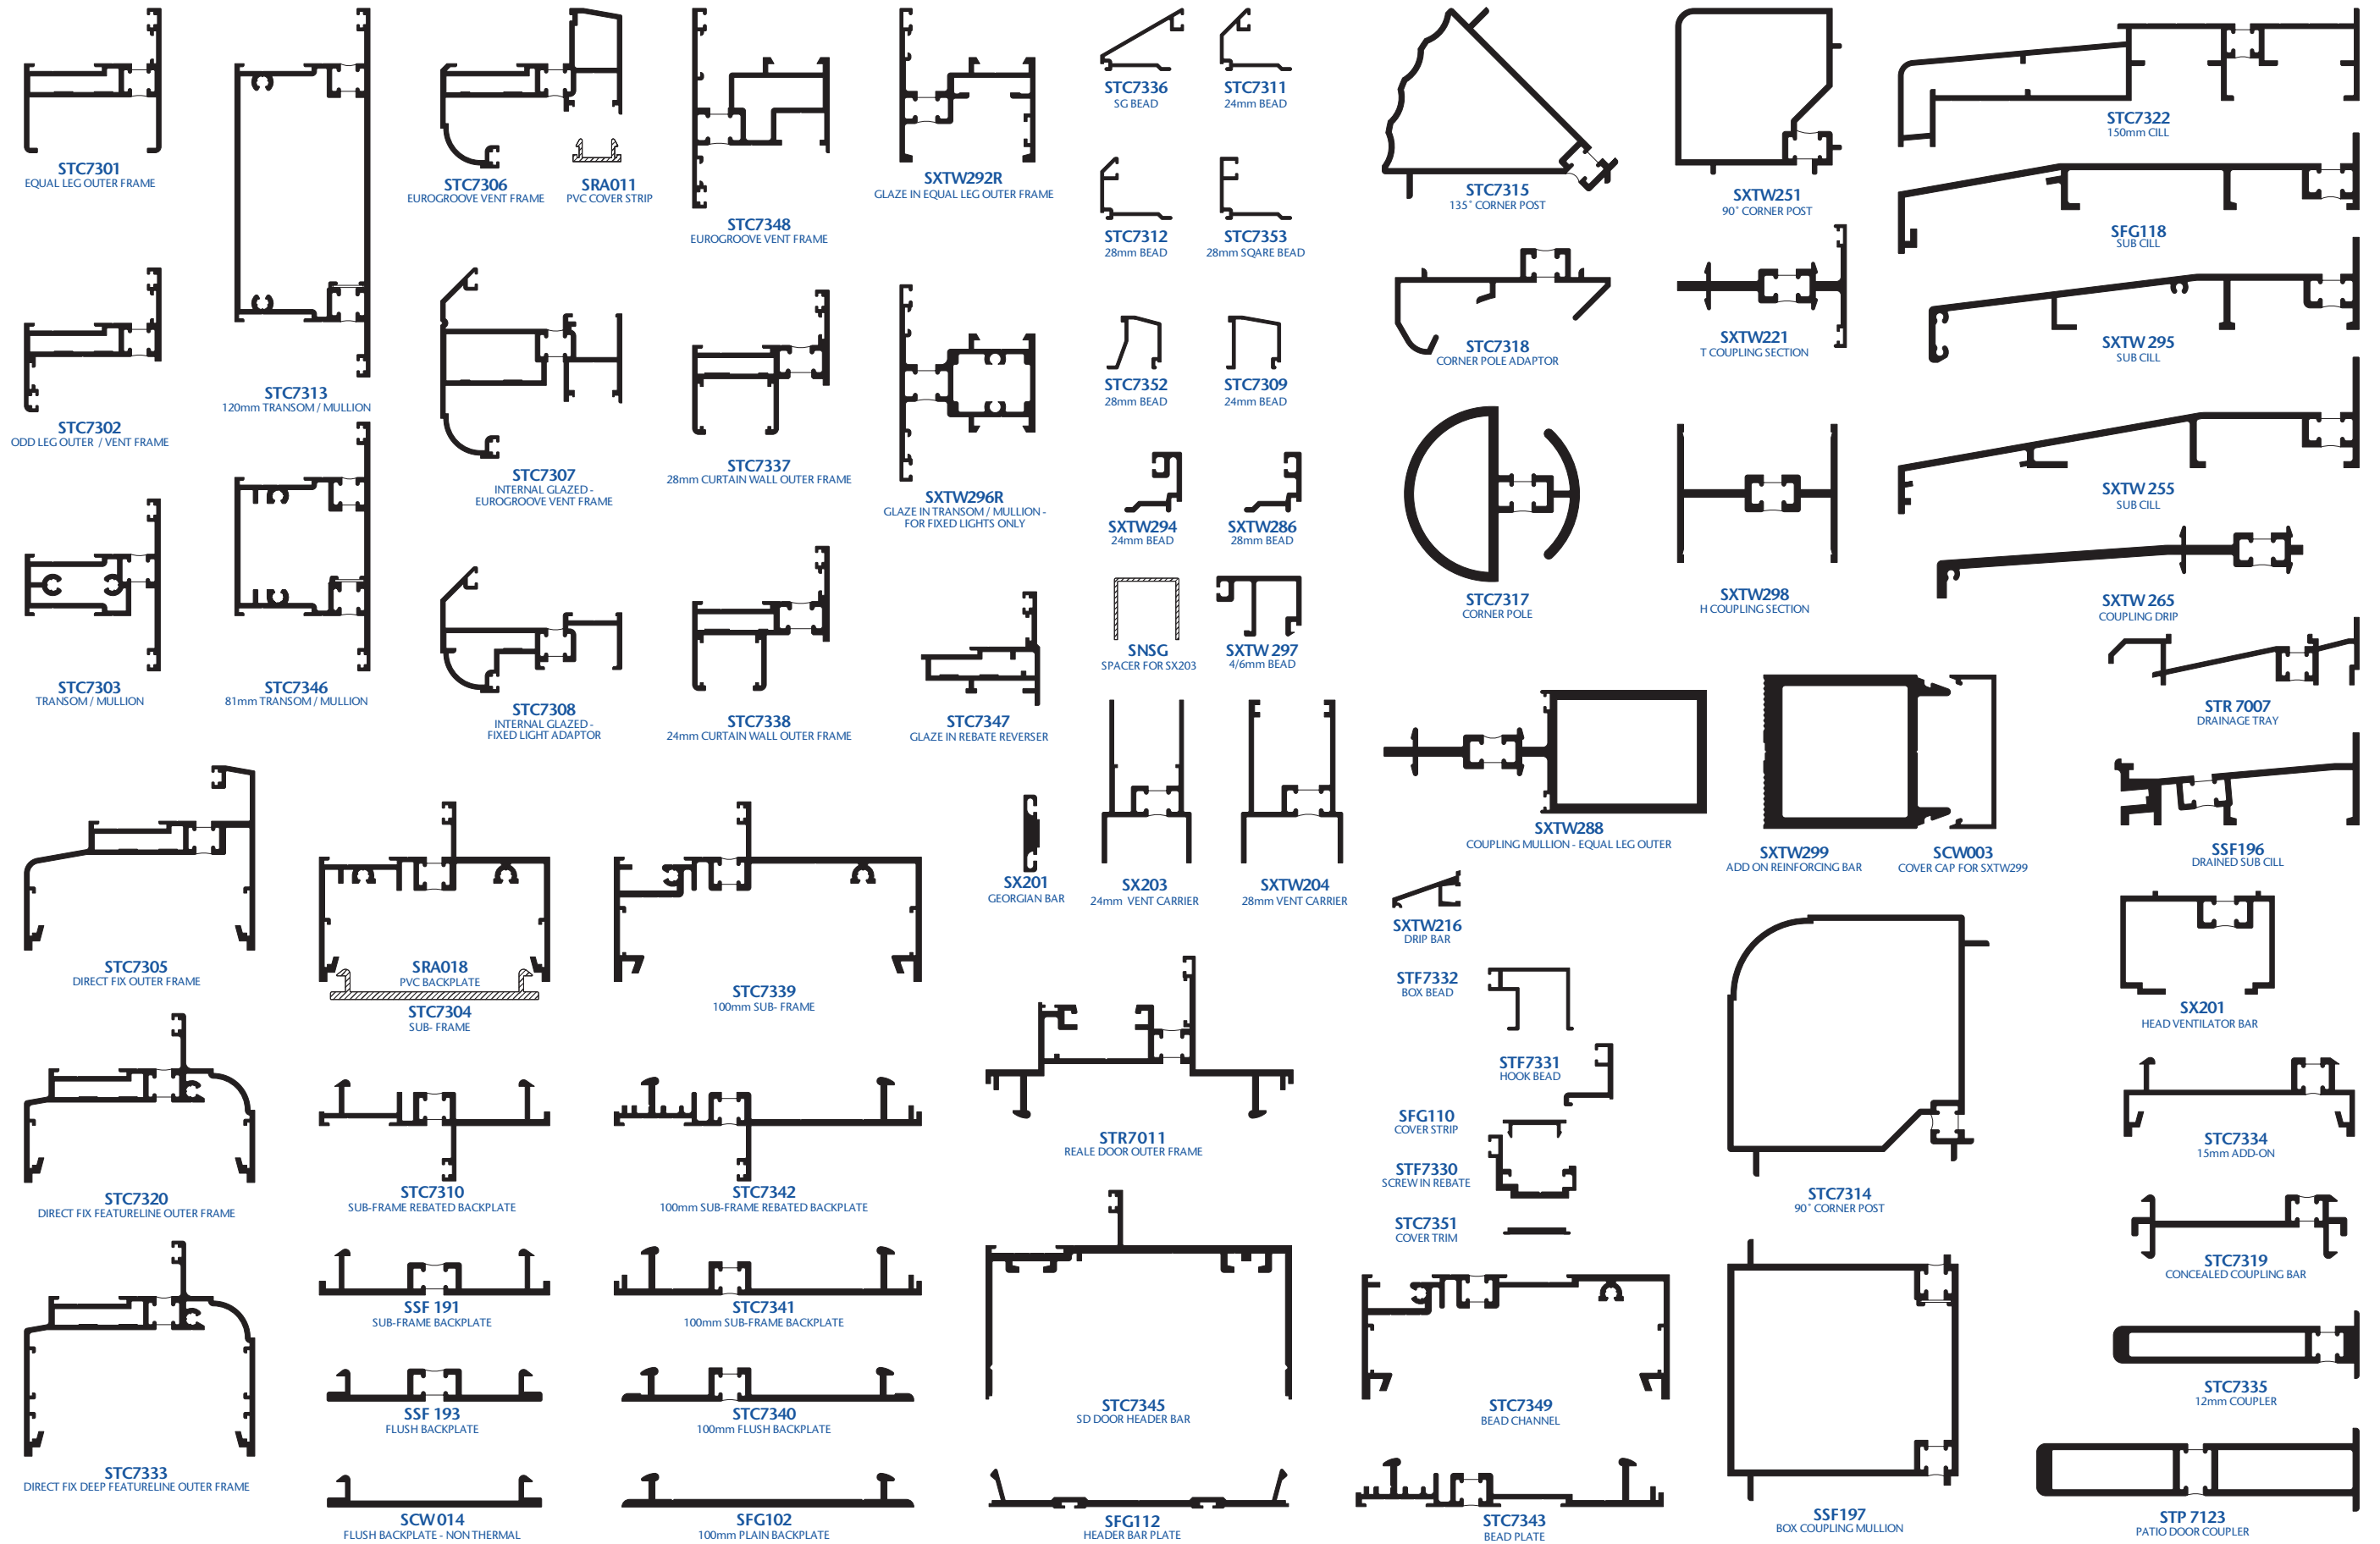 STC7301
EQUAL LEG OUTER FRAME
STC7302
ODD LEG OUTER / VENT FRAME
STC7303
TRANSOM / MULLION
STC7313
120mm TRANSOM / MULLION
STC7346
81mm TRANSOM / MULLION
STC7306
EUROGROOVE VENT FRAME
SRA011
PVC COVER STRIP
STC7307
INTERNAL GLAZED -
EUROGROOVE VENT FRAME
STC7308
INTERNAL GLAZED -
FIXED LIGHT ADAPTOR
STC7348
EUROGROOVE VENT FRAME
STC7337
28mm CURTAIN WALL OUTER FRAME
STC7338
24mm CURTAIN WALL OUTER FRAME
SXTW292R
GLAZE IN EQUAL LEG OUTER FRAME
SXTW296R
GLAZE IN TRANSOM / MULLION -
FOR FIXED LIGHTS ONLY
STC7347
GLAZE IN REBATE REVERSER
STC7336
SG BEAD
STC7311
24mm BEAD
STC7312
28mm BEAD
STC7353
28mm SQARE BEAD
STC7352
28mm BEAD
STC7309
24mm BEAD
SXTW294
24mm BEAD
SXTW286
28mm BEAD
SNSG
SPACER FOR SX203
SXTW 297
4/6mm BEAD
STC7315
135° CORNER POST
STC7318
CORNER POLE ADAPTOR
STC7317
CORNER POLE
SXTW251
90° CORNER POST
SXTW221
T COUPLING SECTION
SXTW298
H COUPLING SECTION
STC7322
150mm CILL
SFG118
SUB CILL
SXTW 295
SUB CILL
SXTW 255
SUB CILL
SXTW 265
COUPLING DRIP
STR 7007
DRAINAGE TRAY
SSF196
DRAINED SUB CILL
STC7305
DIRECT FIX OUTER FRAME
STC7320
DIRECT FIX FEATURELINE OUTER FRAME
STC7333
DIRECT FIX DEEP FEATURELINE OUTER FRAME
SRA018
PVC BACKPLATE
STC7304
SUB- FRAME
STC7310
SUB-FRAME REBATED BACKPLATE
SSF 191
SUB-FRAME BACKPLATE
SSF 193
FLUSH BACKPLATE
SCW 014
FLUSH BACKPLATE - NON THERMAL
STC7339
100mm SUB- FRAME
STC7342
100mm SUB-FRAME REBATED BACKPLATE
STC7341
100mm SUB-FRAME BACKPLATE
STC7340
100mm FLUSH BACKPLATE
SFG102
100mm PLAIN BACKPLATE
SX201
GEORGIAN BAR
SX203
24mm VENT CARRIER
SXTW204
28mm VENT CARRIER
STR7011
REALE DOOR OUTER FRAME
STC7345
SD DOOR HEADER BAR
SFG112
HEADER BAR PLATE
SXTW288
COUPLING MULLION - EQUAL LEG OUTER
SXTW216
DRIP BAR
STF7332
BOX BEAD
STF7331
HOOK BEAD
SFG110
COVER STRIP
STF7330
SCREW IN REBATE
STC7351
COVER TRIM
STC7349
BEAD CHANNEL
STC7343
BEAD PLATE
SXTW299
ADD ON REINFORCING BAR
SCW003
COVER CAP FOR SXTW299
STC7314
90° CORNER POST
SSF197
BOX COUPLING MULLION
SX201
HEAD VENTILATOR BAR
STC7334
15mm ADD-ON
STC7319
CONCEALED COUPLING BAR
STC7335
12mm COUPLER
STP 7123
PATIO DOOR COUPLER